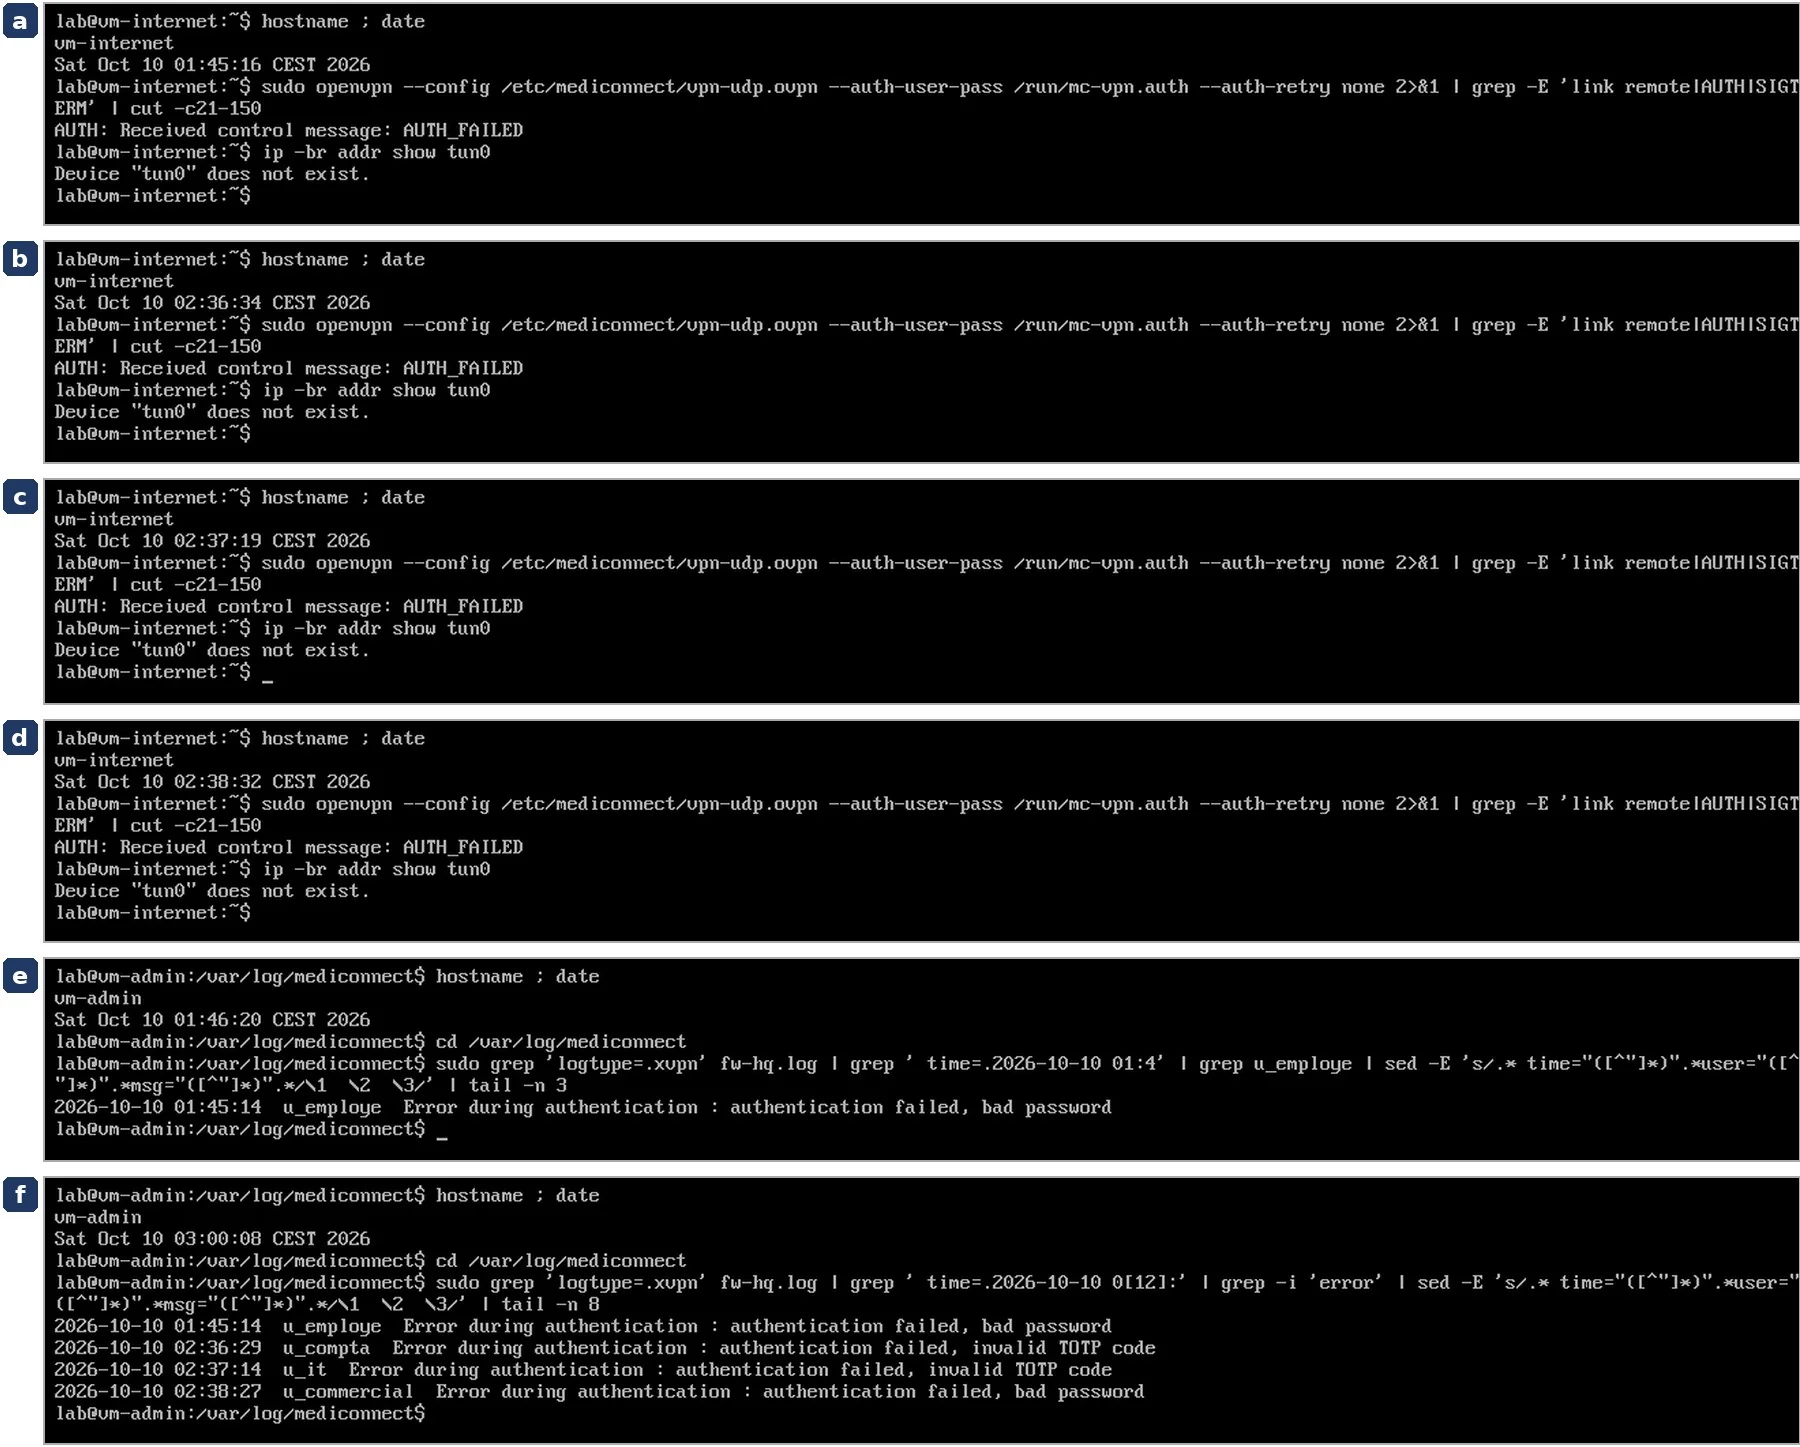 a
lab@vm-internet:~$ hostname ; date
vm-internet
Sat Oct 10 01:45:16 CEST 2026
lab@vm-internet:~$ sudo openvpn --config /etc/mediconnect/vpn-udp.ovpn --auth-user-pass /run/mc-vpn.auth --auth-retry none 2>&1 | grep -E 'link remote|AUTH|SIGT
ERM' | cut -c21-150
AUTH: Received control message: AUTH_FAILED
lab@vm-internet:~$ ip -br addr show tun0
Device "tun0" does not exist.
lab@vm-internet:~$
b
lab@vm-internet:~$ hostname ; date
vm-internet
Sat Oct 10 02:36:34 CEST 2026
lab@vm-internet:~$ sudo openvpn --config /etc/mediconnect/vpn-udp.ovpn --auth-user-pass /run/mc-vpn.auth --auth-retry none 2>&1 | grep -E 'link remote|AUTH|SIGT
ERM' | cut -c21-150
AUTH: Received control message: AUTH_FAILED
lab@vm-internet:~$ ip -br addr show tun0
Device "tun0" does not exist.
lab@vm-internet:~$
c
lab@vm-internet:~$ hostname ; date
vm-internet
Sat Oct 10 02:37:19 CEST 2026
lab@vm-internet:~$ sudo openvpn --config /etc/mediconnect/vpn-udp.ovpn --auth-user-pass /run/mc-vpn.auth --auth-retry none 2>&1 | grep -E 'link remote|AUTH|SIGT
ERM' | cut -c21-150
AUTH: Received control message: AUTH_FAILED
lab@vm-internet:~$ ip -br addr show tun0
Device "tun0" does not exist.
lab@vm-internet:~$ _
d
lab@vm-internet:~$ hostname ; date
vm-internet
Sat Oct 10 02:38:32 CEST 2026
lab@vm-internet:~$ sudo openvpn --config /etc/mediconnect/vpn-udp.ovpn --auth-user-pass /run/mc-vpn.auth --auth-retry none 2>&1 | grep -E 'link remote|AUTH|SIGT
ERM' | cut -c21-150
AUTH: Received control message: AUTH_FAILED
lab@vm-internet:~$ ip -br addr show tun0
Device "tun0" does not exist.
lab@vm-internet:~$
e
lab@vm-admin:/var/log/mediconnect$ hostname ; date
vm-admin
Sat Oct 10 01:46:20 CEST 2026
lab@vm-admin:/var/log/mediconnect$ cd /var/log/mediconnect
lab@vm-admin:/var/log/mediconnect$ sudo grep 'logtype=.xvpn' fw-hq.log | grep ' time=.2026-10-10 01:4' | grep u_employe | sed -E 's/.* time="([^"]*)".*user="([^
"]*)".*msg="([^"]*)".*/\1  \2  \3/' | tail -n 3
2026-10-10 01:45:14  u_employe  Error during authentication : authentication failed, bad password
lab@vm-admin:/var/log/mediconnect$ _
f
lab@vm-admin:/var/log/mediconnect$ hostname ; date
vm-admin
Sat Oct 10 03:00:08 CEST 2026
lab@vm-admin:/var/log/mediconnect$ cd /var/log/mediconnect
lab@vm-admin:/var/log/mediconnect$ sudo grep 'logtype=.xvpn' fw-hq.log | grep ' time=.2026-10-10 0[12]:' | grep -i 'error' | sed -E 's/.* time="([^"]*)".*user="
([^"]*)".*msg="([^"]*)".*/\1  \2  \3/' | tail -n 8
2026-10-10 01:45:14  u_employe  Error during authentication : authentication failed, bad password
2026-10-10 02:36:29  u_compta  Error during authentication : authentication failed, invalid TOTP code
2026-10-10 02:37:14  u_it  Error during authentication : authentication failed, invalid TOTP code
2026-10-10 02:38:27  u_commercial  Error during authentication : authentication failed, bad password
lab@vm-admin:/var/log/mediconnect$